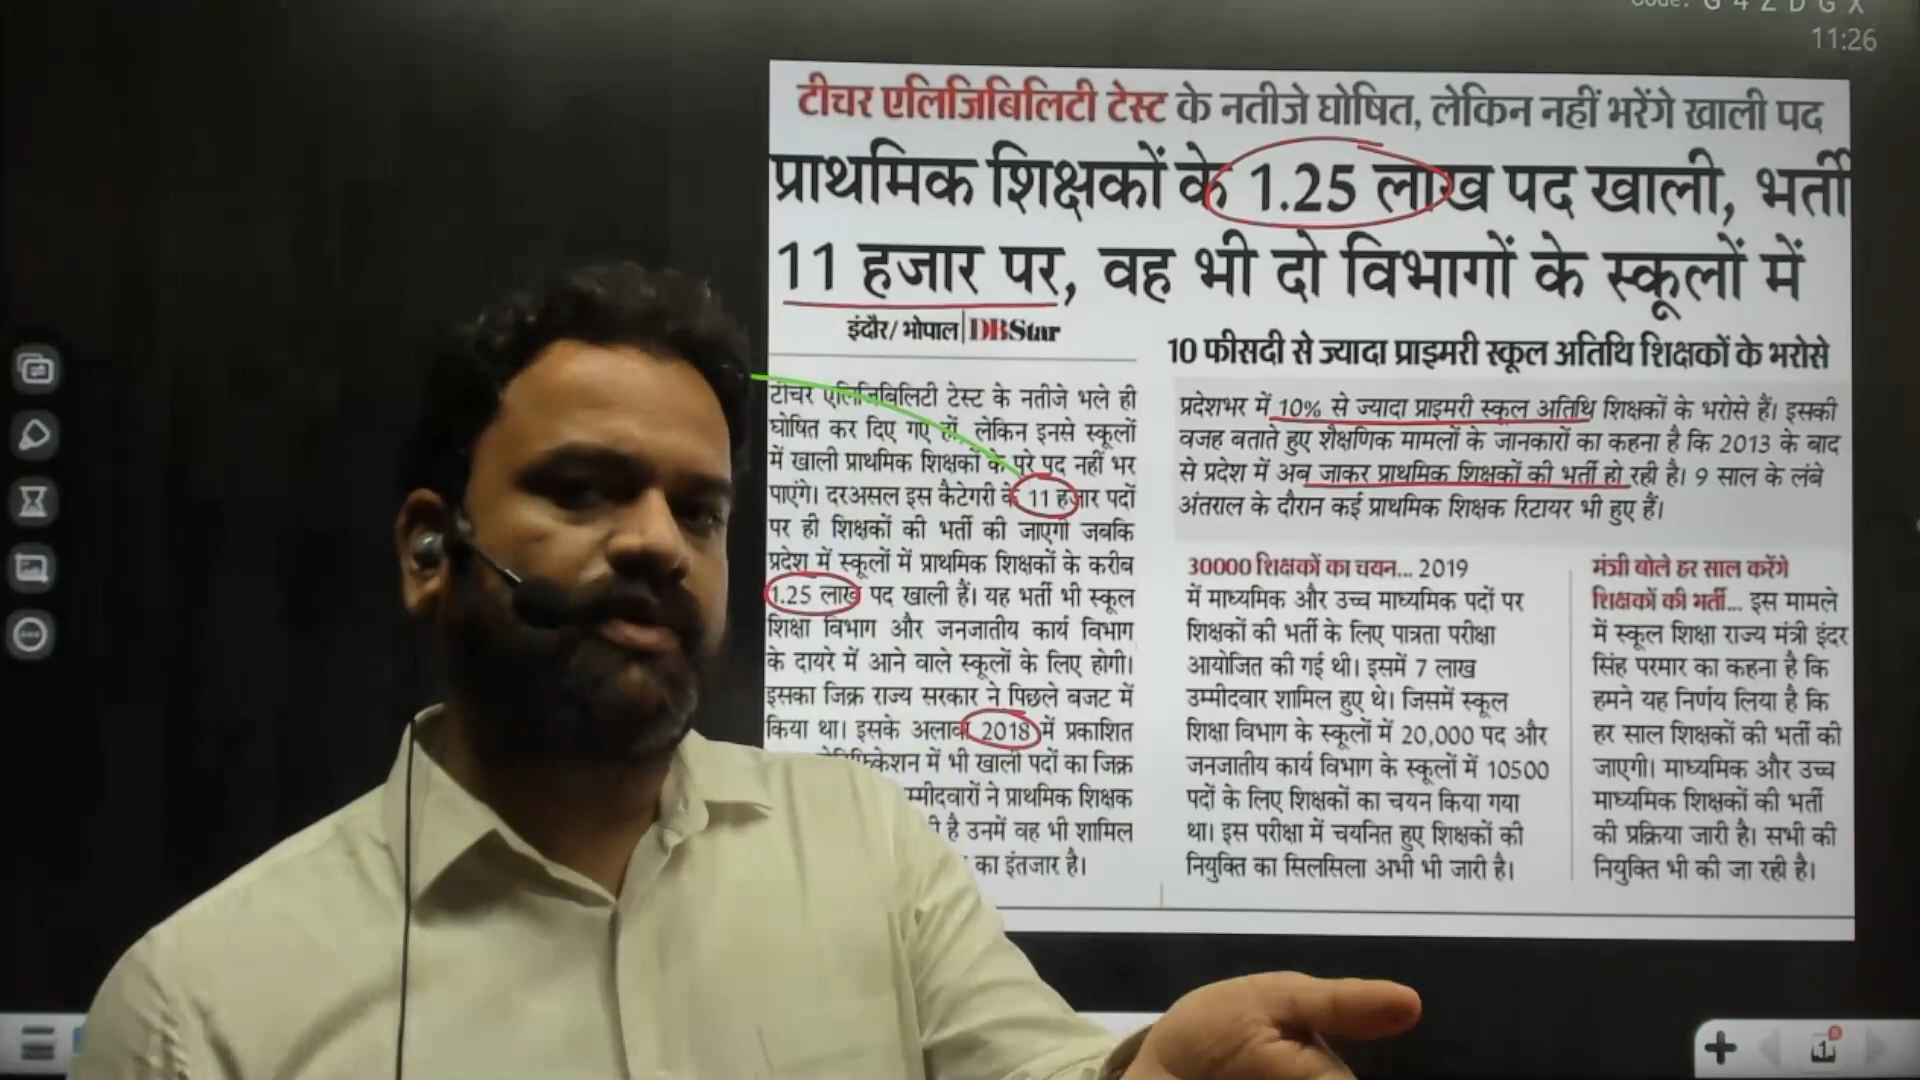 Code: G 4 Z D G X
11:26
टीचर एलिजिबिलिटी टेस्ट के नतीजे घोषित, लेकिन नहीं भरेंगे खाली पद
प्राथमिक शिक्षकों के 1.25 लाख पद खाली, भर्ती
11 हजार पर, वह भी दो विभागों के स्कूलों में
इंदौर/भोपाल|DBStar
टीचर एलिजिबिलिटी टेस्ट के नतीजे भले ही
घोषित कर दिए गए हों, लेकिन इनसे स्कूलों
में खाली प्राथमिक शिक्षकों के पूरे पद नहीं भर
पाएंगे। दरअसल इस कैटेगरी के 11 हजार पदों
पर ही शिक्षकों की भर्ती की जाएगी जबकि
प्रदेश में स्कूलों में प्राथमिक शिक्षकों के करीब
1.25 लाख पद खाली हैं। यह भर्ती भी स्कूल
शिक्षा विभाग और जनजातीय कार्य विभाग
के दायरे में आने वाले स्कूलों के लिए होगी।
इसका जिक्र राज्य सरकार ने पिछले बजट में
किया था। इसके अलावा 2018 में प्रकाशित
में भी खाली पदों का जिक्र
ने प्राथमिक शिक्षक
है उनमें वह भी शामिल
का इंतजार है।
10 फीसदी से ज्यादा प्राइमरी स्कूल अतिथि शिक्षकों के भरोसे
प्रदेशभर में 10% से ज्यादा प्राइमरी स्कूल अतिथि शिक्षकों के भरोसे हैं। इसकी
वजह बताते हुए शैक्षणिक मामलों के जानकारों का कहना है कि 2013 के बाद
से प्रदेश में अब जाकर प्राथमिक शिक्षकों की भर्ती हो रही है। 9 साल के लंबे
अंतराल के दौरान कई प्राथमिक शिक्षक रिटायर भी हुए हैं।
30000 शिक्षकों का चयन... 2019
में माध्यमिक और उच्च माध्यमिक पदों पर
शिक्षकों की भर्ती के लिए पात्रता परीक्षा
आयोजित की गई थी। इसमें 7 लाख
उम्मीदवार शामिल हुए थे। जिसमें स्कूल
शिक्षा विभाग के स्कूलों में 20,000 पद और
जनजातीय कार्य विभाग के स्कूलों में 10500
पदों के लिए शिक्षकों का चयन किया गया
था। इस परीक्षा में चयनित हुए शिक्षकों की
नियुक्ति का सिलसिला अभी भी जारी है।
मंत्री बोले हर साल करेंगे
शिक्षकों की भर्ती... इस मामले
में स्कूल शिक्षा राज्य मंत्री इंदर
सिंह परमार का कहना है कि
हमने यह निर्णय लिया है कि
हर साल शिक्षकों की भर्ती की
जाएगी। माध्यमिक और उच्च
माध्यमिक शिक्षकों की भर्ती
की प्रक्रिया जारी है। सभी की
नियुक्ति भी की जा रही है।
1